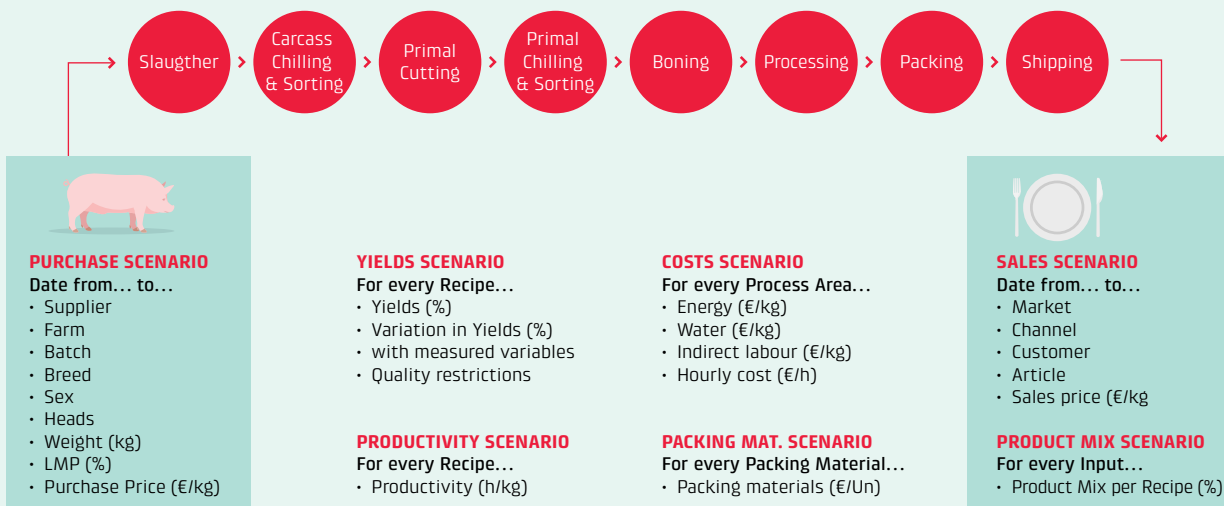 Slaugther
Carcass
Chilling
& Sorting
Primal
Cutting
Primal
Chilling
& Sorting
Boning
Processing
Packing
Shipping
PURCHASE SCENARIO
Date from... to...
• Supplier
• Farm
• Batch
• Breed
• Sex
• Heads
• Weight (kg)
• LMP (%)
• Purchase Price (€/kg)
YIELDS SCENARIO
For every Recipe...
• Yields (%)
• Variation in Yields (%)
• with measured variables
• Quality restrictions
PRODUCTIVITY SCENARIO
For every Recipe...
• Productivity (h/kg)
COSTS SCENARIO
For every Process Area...
• Energy (€/kg)
• Water (€/kg)
• Indirect labour (€/kg)
• Hourly cost (€/h)
PACKING MAT. SCENARIO
For every Packing Material...
• Packing materials (€/Un)
SALES SCENARIO
Date from... to...
• Market
• Channel
• Customer
• Article
• Sales price (€/kg
PRODUCT MIX SCENARIO
For every Input...
• Product Mix per Recipe (%)